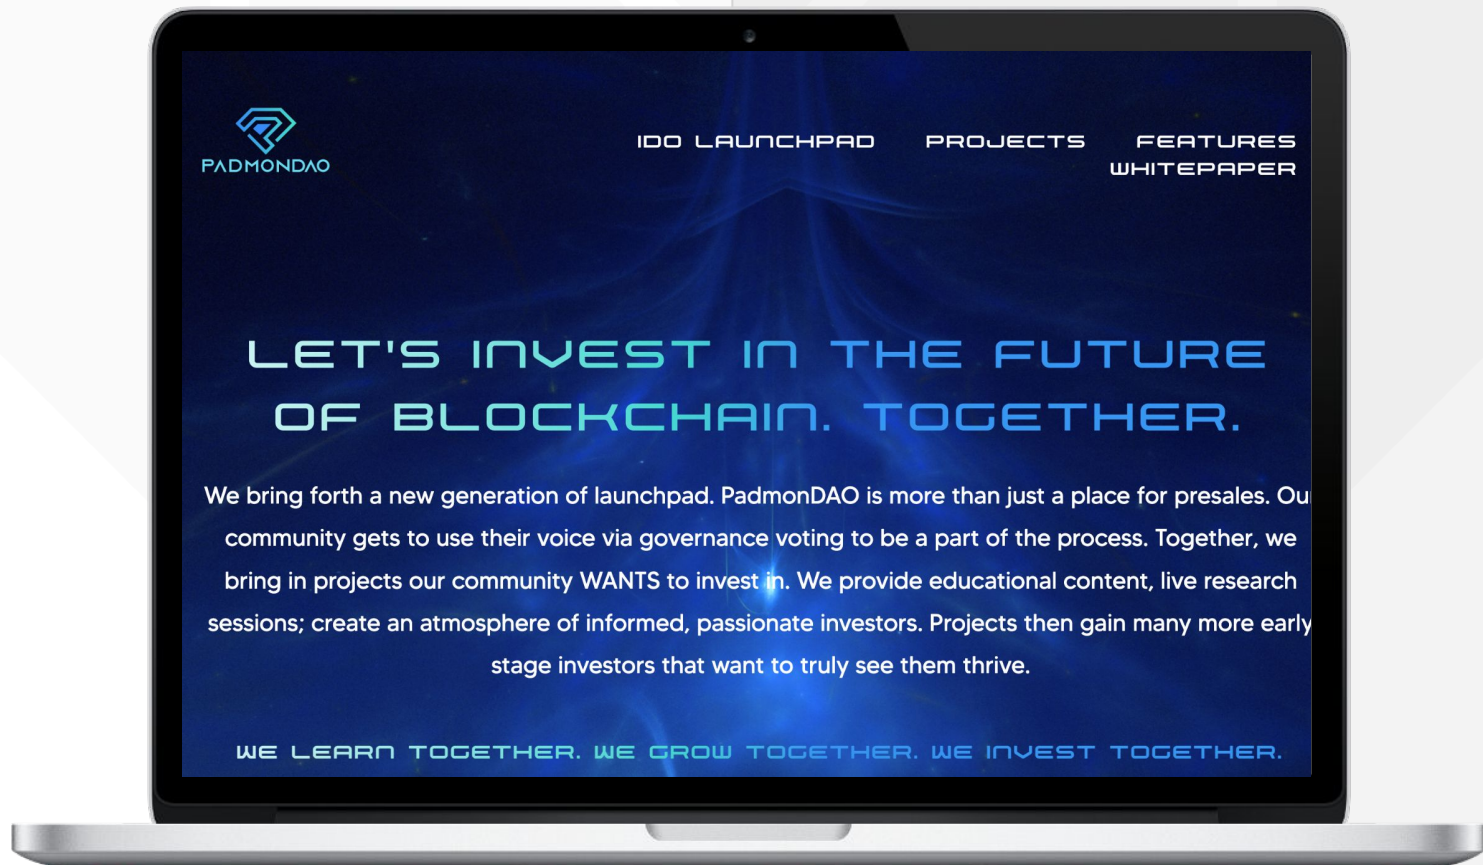 PADMONDAO
IDO LAUNCHPAD PROJECTS FEATURES
WHITEPAPER
LET'S INVEST IN THE FUTURE
OF BLOCKCHAIN. TOGETHER.
We bring forth a new generation of launchpad. PadmonDAO is more than just a place for presales. Our
community gets to use their voice via governance voting to be a part of the process. Together, we
bring in projects our community WANTS to invest in. We provide educational content, live research
sessions; create an atmosphere of informed, passionate investors. Projects then gain many more early
stage investors that want to truly see them thrive.
WE LEARN TOGETHER. WE GROW TOGETHER. WE INVEST TOGETHER.